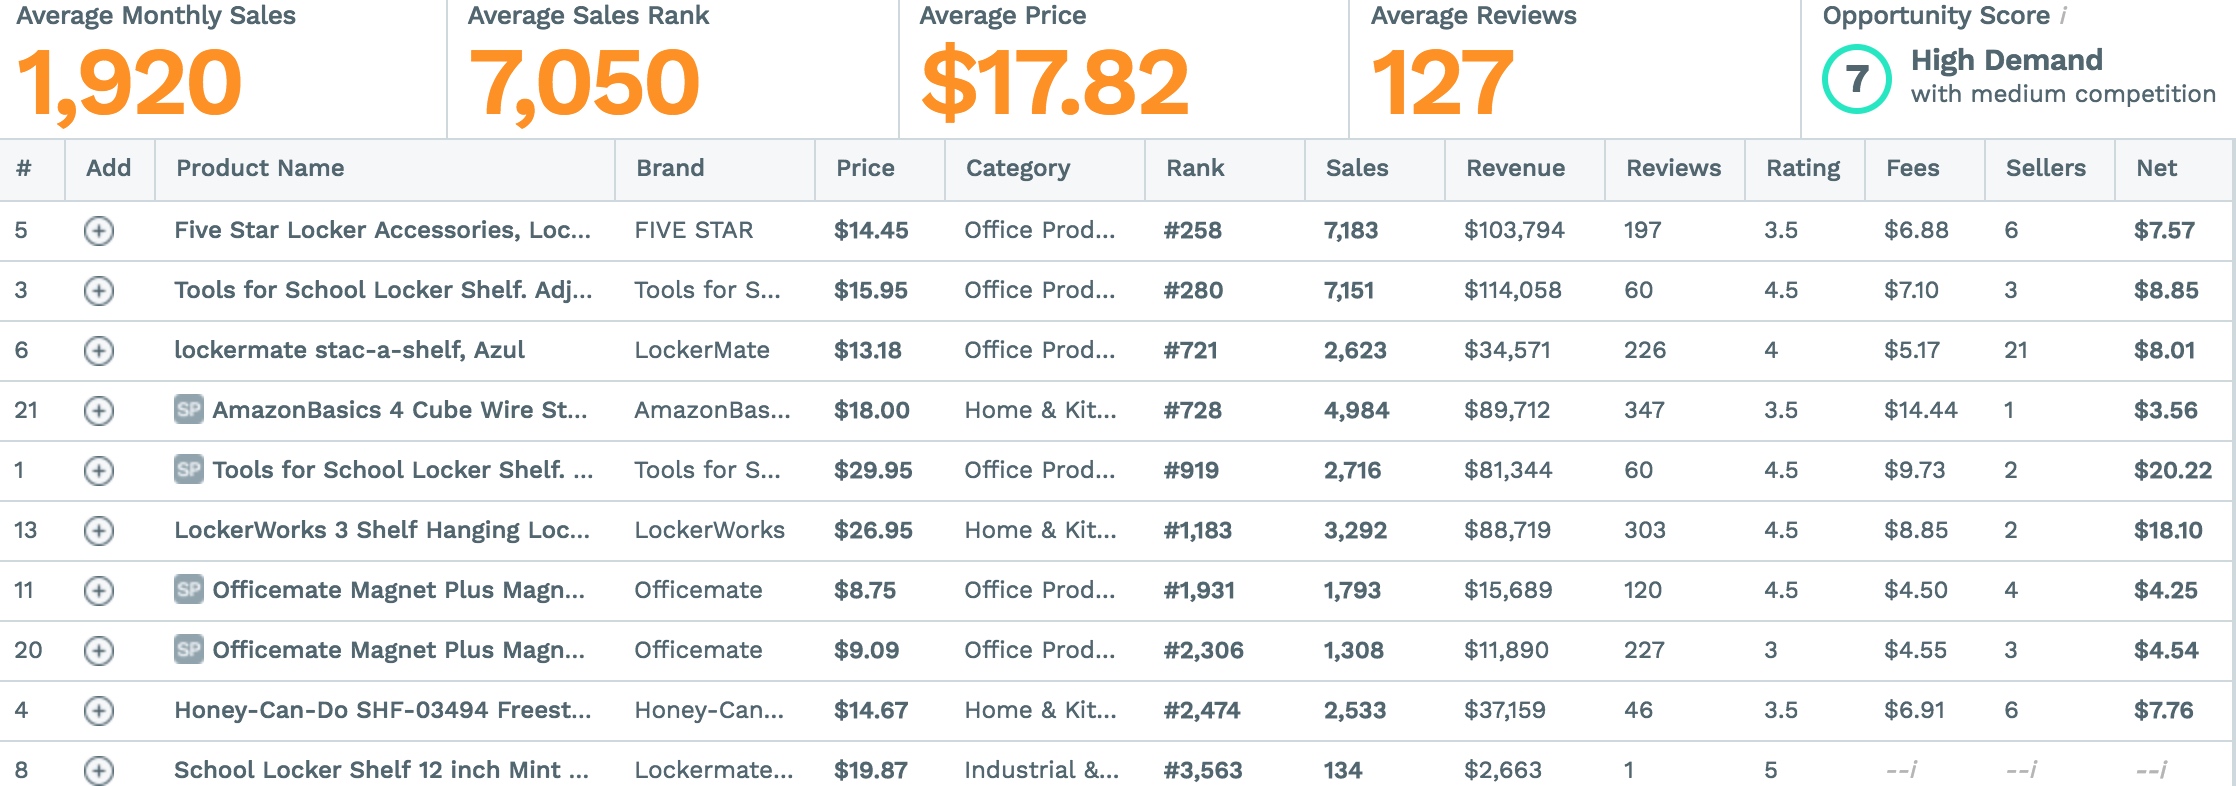 Average Monthly Sales Average Sales Rank Average Price Average Reviews Opportunity Score i
1,920 7,050 $17.82 127 7 High Demand
with medium competition
# Add Product Name Brand Price Category Rank Sales Revenue Reviews Rating Fees Sellers Net
5 Five Star Locker Accessories, Loc... FIVE STAR $14.45 Office Prod... #258 7,183 $103,794 197 3.5 $6.88 6 $7.57
3 Tools for School Locker Shelf. Adj... Tools for S... $15.95 Office Prod... #280 7,151 $114,058 60 4.5 $7.10 3 $8.85
6 lockermate stac-a-shelf, Azul LockerMate $13.18 Office Prod... #721 2,623 $34,571 226 4 $5.17 21 $8.01
21 SP AmazonBasics 4 Cube Wire St... AmazonBas... $18.00 Home & Kit... #728 4,984 $89,712 347 3.5 $14.44 1 $3.56
1 SP Tools for School Locker Shelf. ... Tools for S... $29.95 Office Prod... #919 2,716 $81,344 60 4.5 $9.73 2 $20.22
13 LockerWorks 3 Shelf Hanging Loc... LockerWorks $26.95 Home & Kit... #1,183 3,292 $88,719 303 4.5 $8.85 2 $18.10
11 SP Officemate Magnet Plus Magn... Officemate $8.75 Office Prod... #1,931 1,793 $15,689 120 4.5 $4.50 4 $4.25
20 SP Officemate Magnet Plus Magn... Officemate $9.09 Office Prod... #2,306 1,308 $11,890 227 3 $4.55 3 $4.54
4 Honey-Can-Do SHF-03494 Freest... Honey-Can... $14.67 Home & Kit... #2,474 2,533 $37,159 46 3.5 $6.91 6 $7.76
8 School Locker Shelf 12 inch Mint ... Lockermate... $19.87 Industrial &... #3,563 134 $2,663 1 5 --i --i --i